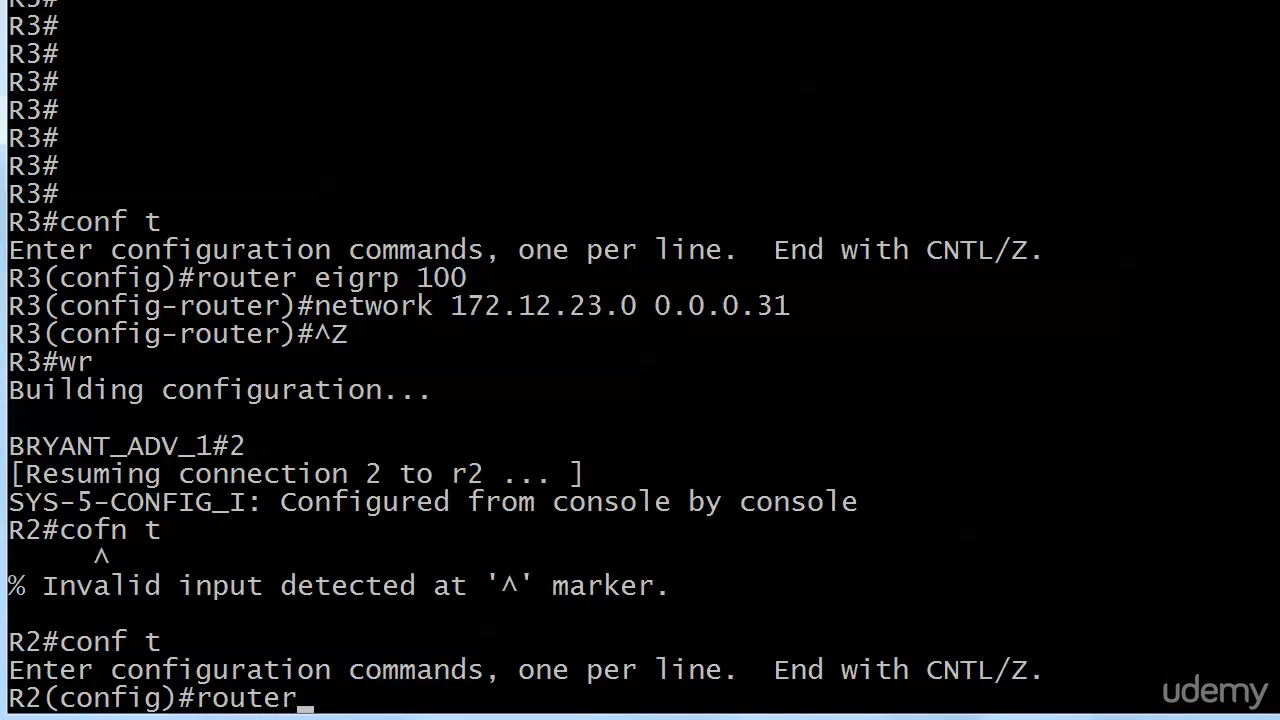 R3#
R3#
R3#
R3#
R3#
R3#
R3#
R3#
R3#conf t
Enter configuration commands, one per line.  End with CNTL/Z.
R3(config)#router eigrp 100
R3(config-router)#network 172.12.23.0 0.0.0.31
R3(config-router)#^Z
R3#wr
Building configuration...
BRYANT_ADV_1#2
[Resuming connection 2 to r2 ... ]
SYS-5-CONFIG_I: Configured from console by console
R2#cofn t
^
% Invalid input detected at '^' marker.
R2#conf t
Enter configuration commands, one per line.  End with CNTL/Z.
R2(config)#router_
udemy